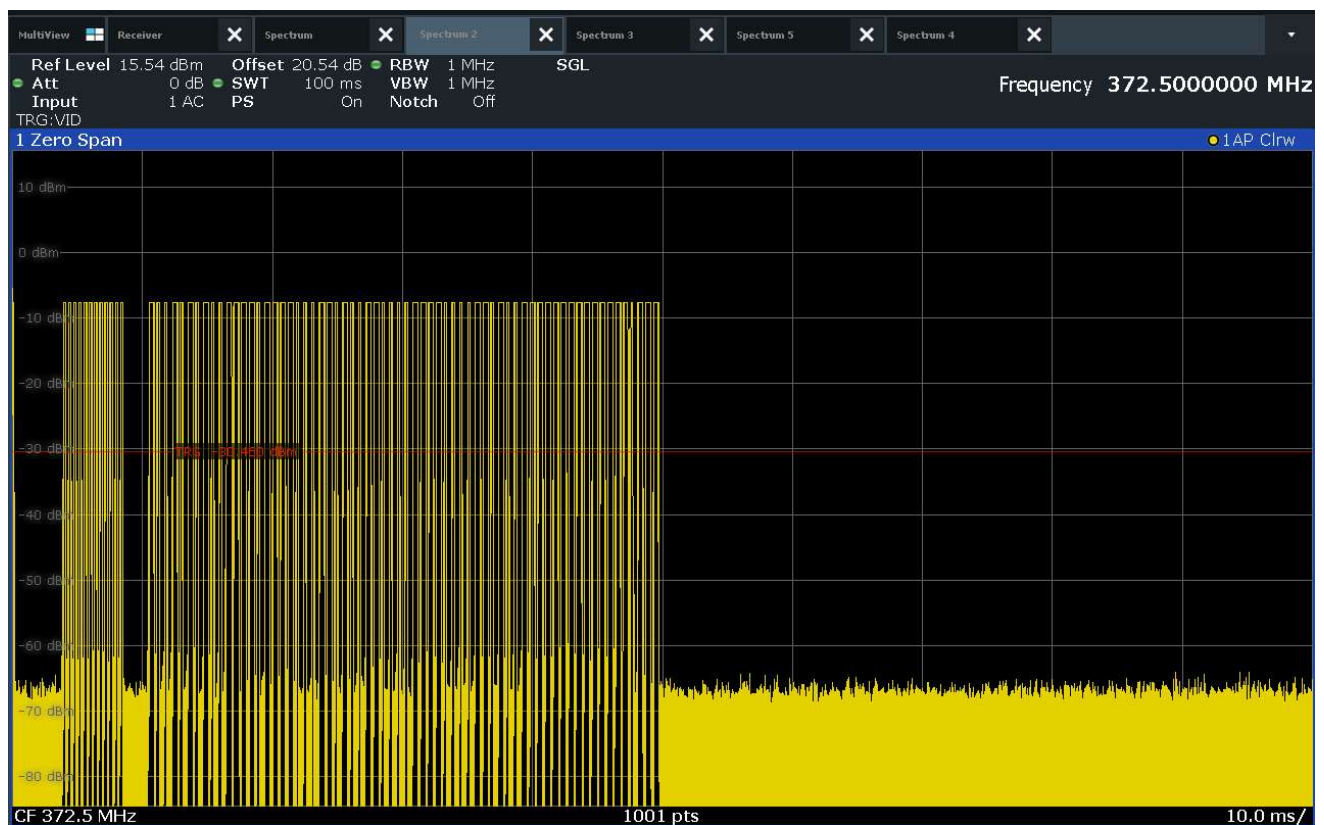 MultiView Receiver Spectrum Spectrum 2 Spectrum 3 Spectrum 5 Spectrum 4
Ref Level 15.54 dBm Offset 20.54 dB RBW 1 MHz SGL
Att 0 dB SWT 100 ms VBW 1 MHz
Frequency 372.5000000 MHz
Input 1 AC PS On Notch Off
TRG:VID
1 Zero Span 1AP Clrw
10 dBm
0 dBm
-10 dBm
-20 dBm
-30 dBm
TRG -30.460 dBm
-40 dBm
-50 dBm
-60 dBm
-70 dBm
-80 dBm
CF 372.5 MHz 1001 pts 10.0 ms/